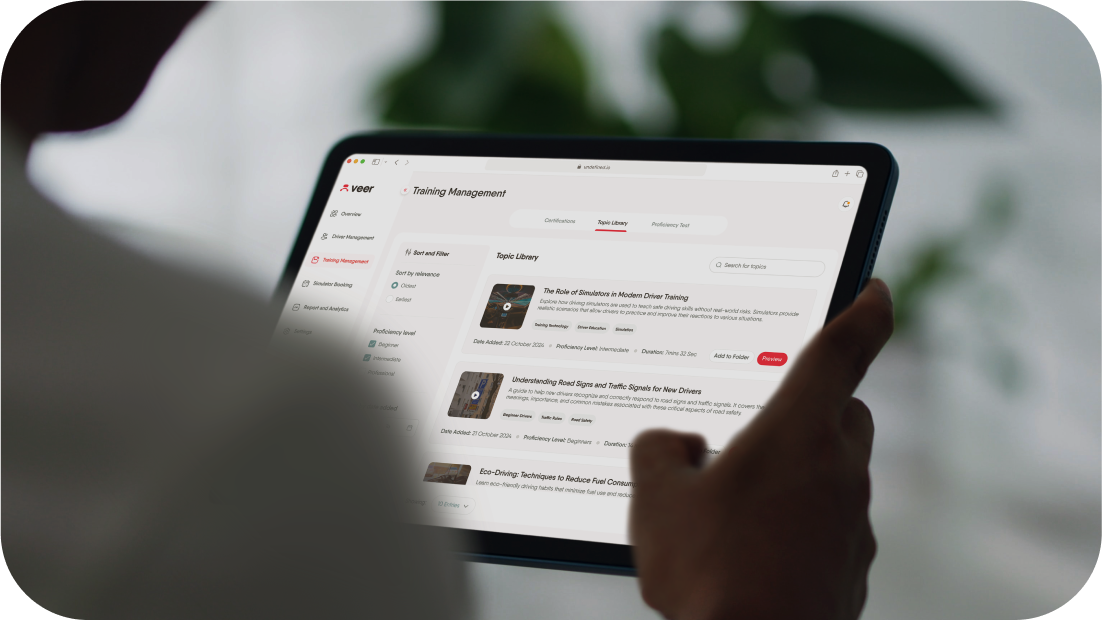 undefined.io
veer
Training Management
Overview
Driver Management
Training Management
Simulator Booking
Report and Analytics
Settings
Certifications
Topic Library
Proficiency Test
Sort and Filter
Sort by relevance
Oldest
Earliest
Proficiency level
Beginner
Intermediate
Professional
Topic Library
Search for topics
The Role of Simulators in Modern Driver Training
Explore how driving simulators are used to teach safe driving skills without real-world risks. Simulators provide
realistic scenarios that allow drivers to practice and improve their reactions to various situations.
Training Technology
Driver Education
Simulation
Date Added: 22 October 2024
Proficiency Level: Intermediate
Duration: 7mins 32 Sec
Add to Folder
Preview
Understanding Road Signs and Traffic Signals for New Drivers
A guide to help new drivers recognize and correctly respond to road signs and traffic signals. It covers the
meanings, importance, and common mistakes associated with these critical aspects of road safety.
Beginner Drivers
Traffic Rules
Road Safety
Date Added: 21 October 2024
Proficiency Level: Beginners
Duration:
Folder
Eco-Driving: Techniques to Reduce Fuel
Learn eco-friendly driving habits that minimize fuel use and
10 Entries